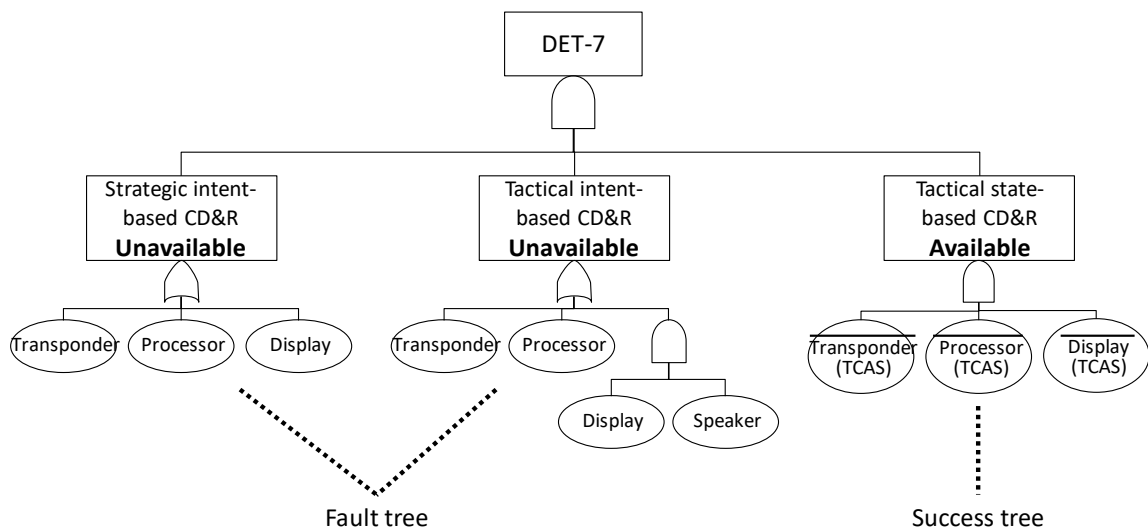 DET-7
Strategic intent-
based CD&R
Unavailable
Tactical intent-
based CD&R
Unavailable
Tactical state-
based CD&R
Available
Transponder
Processor
Display
Transponder
Processor
Display
Speaker
Transponder
(TCAS)
Processor
(TCAS)
Display
(TCAS)
Fault tree
Success tree